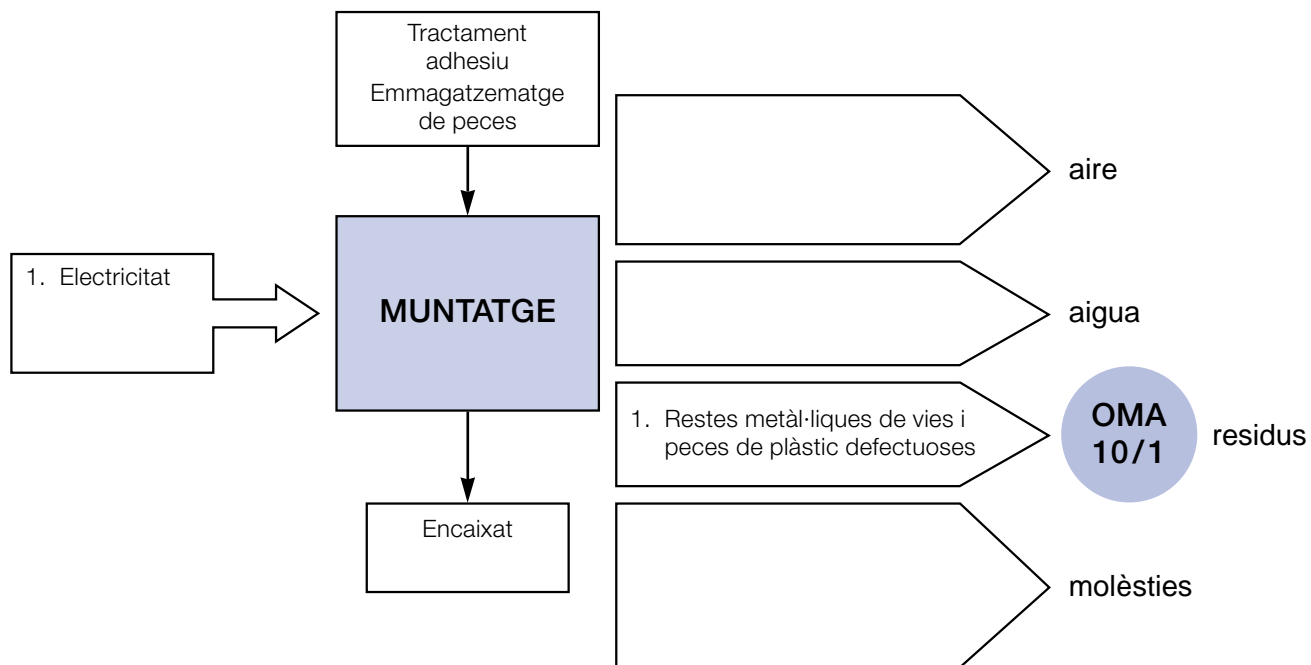 Tractament
adhesiu
Emmagatzematge
de peces
aire
1. Electricitat
MUNTATGE
aigua
1. Restes metàl·liques de vies i
peces de plàstic defectuoses
OMA
10/1
residus
Encaixat
molèsties